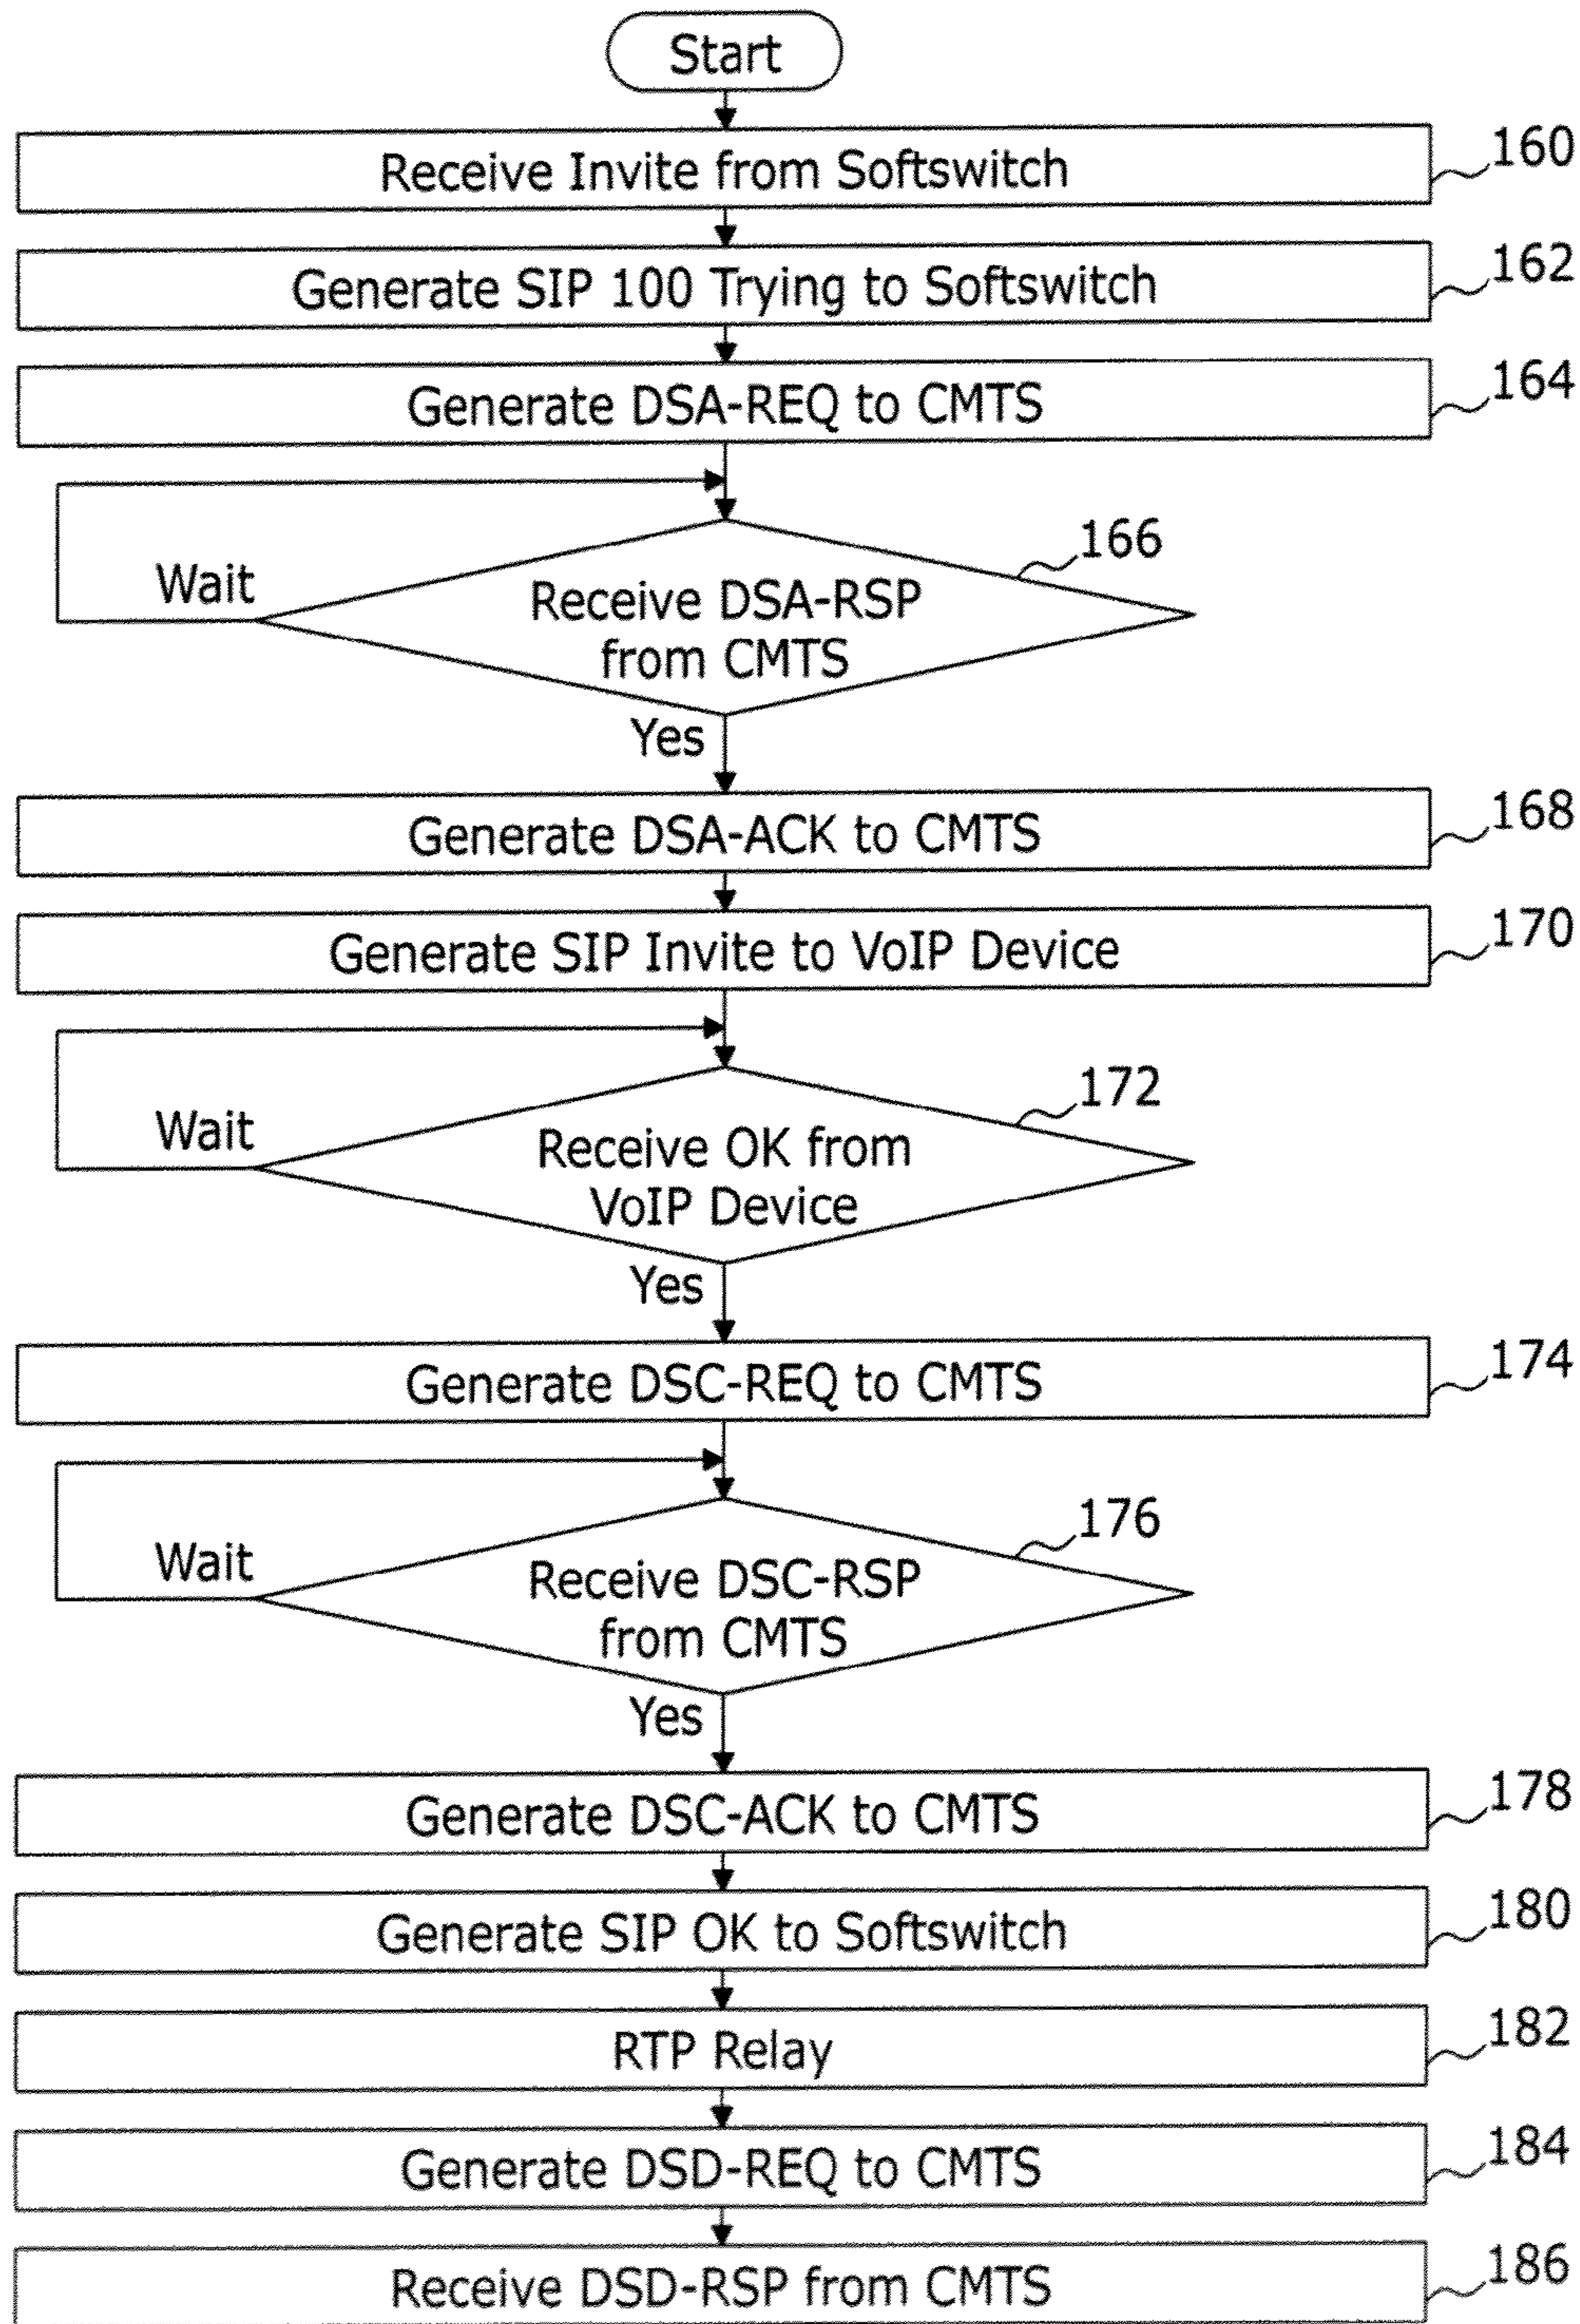 Start
Receive Invite from Softswitch
160
Generate SIP 100 Trying to Softswitch
162
Generate DSA-REQ to CMTS
164
166
Wait
Receive DSA-RSP
from CMTS
Yes
Generate DSA-ACK to CMTS
168
Generate SIP Invite to VoIP Device
170
172
Wait
Receive OK from
VoIP Device
Yes
Generate DSC-REQ to CMTS
174
176
Wait
Receive DSC-RSP
from CMTS
Yes
Generate DSC-ACK to CMTS
178
Generate SIP OK to Softswitch
180
RTP Relay
182
Generate DSD-REQ to CMTS
184
Receive DSD-RSP from CMTS
186